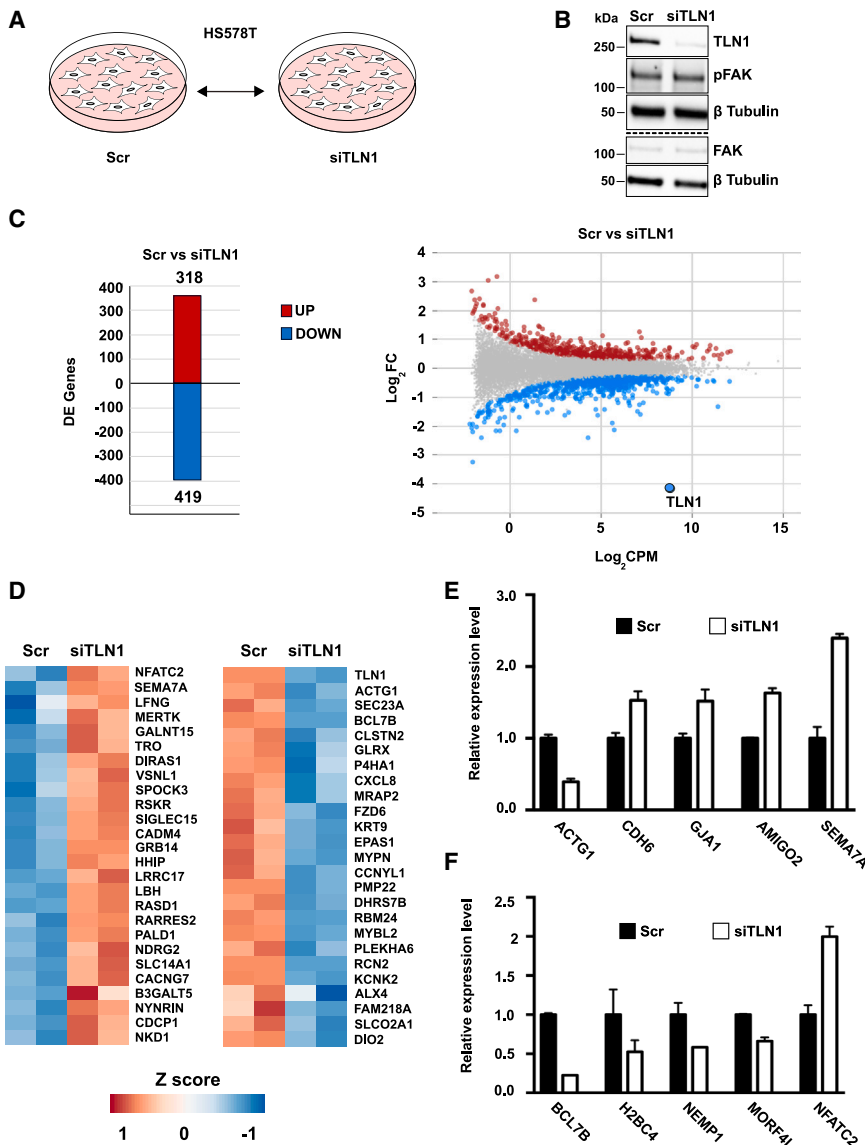 A
HS578T
Scr
siTLN1
B
kDa
Scr
siTLN1
250
TLN1
pFAK
100
50
β Tubulin
100
FAK
50
β Tubulin
C
Scr vs siTLN1
318
400
300
200
100
0
-100
-200
-300
-400
419
DE Genes
UP
DOWN
Scr vs siTLN1
4
3
2
1
0
-1
-2
-3
-4
-5
Log2FC
TLN1
0
5
10
15
Log2CPM
D
Scr siTLN1
NFATC2
SEMA7A
LFNG
MERTK
GALNT15
TRO
DIRAS1
VSNL1
SPOCK3
RSKR
SIGLEC15
CADM4
GRB14
HHIP
LRRC17
LBH
RASD1
RARRES2
PALD1
NDRG2
SLC14A1
CACNG7
B3GALT5
NYNRIN
CDCP1
NKD1
Scr siTLN1
TLN1
ACTG1
SEC23A
BCL7B
CLSTN2
GLRX
P4HA1
CXCL8
MRAP2
FZD6
KRT9
EPAS1
MYPN
CCNYL1
PMP22
DHRS7B
RBM24
MYBL2
PLEKHA6
RCN2
KCNK2
ALX4
FAM218A
SLCO2A1
DIO2
Z score
1 0 -1
E
Relative expression level
3.0
2.0
1.0
0.0
Scr
siTLN1
ACTG1
CDH6
GJA1
AMIGO2
SEMA7A
F
Relative expression level
2.5
2
1.5
1.0
0.5
0.0
Scr
siTLN1
BCL7B
H2BC4
NEMP1
NFATC2